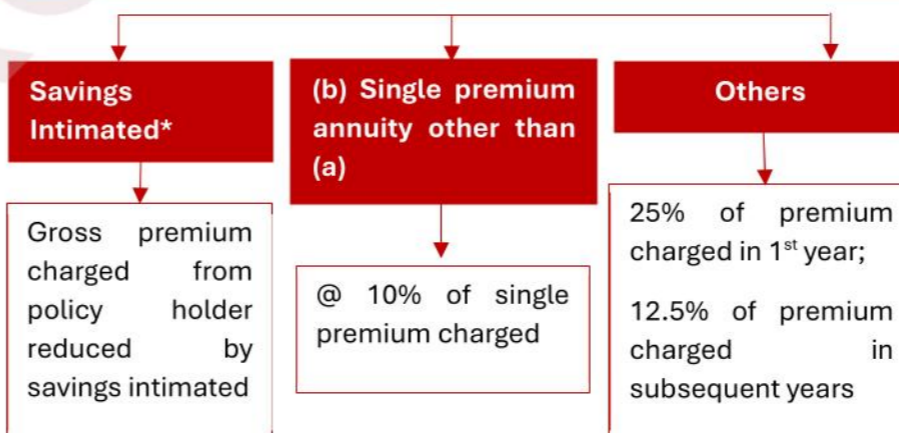 Savings
Intimated*
Gross premium
charged from
policy holder
reduced by
savings intimated
(b) Single premium
annuity other than
(a)
@ 10% of single
premium charged
Others
25% of premium
charged in 1st year;
12.5% of premium
charged in
subsequent years